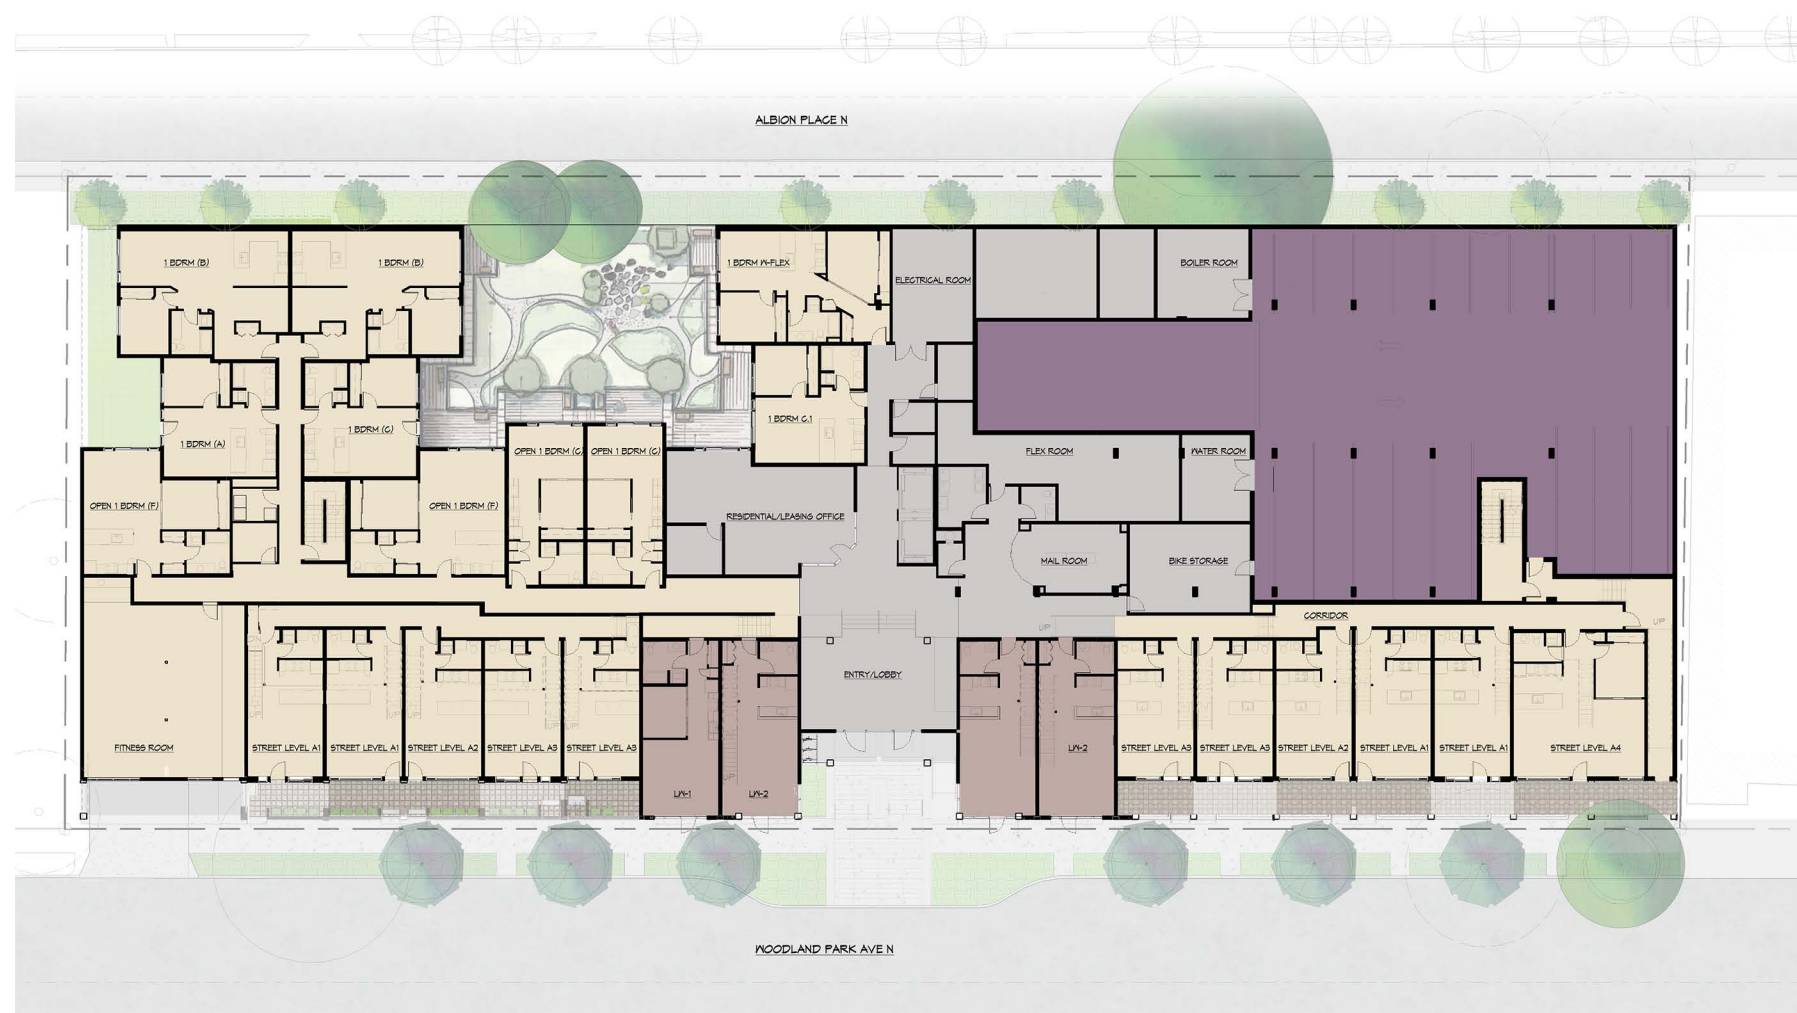 ALBION PLACE N
1 BDRM (B)
1 BDRM (B)
1 BDRM W-FLEX
BOILER ROOM
ELECTRICAL ROOM
1 BDRM C.1
1 BDRM (C)
1 BDRM (A)
OPEN 1 BDRM (C)
OPEN 1 BDRM (C)
FLEX ROOM
WATER ROOM
OPEN 1 BDRM (F)
OPEN 1 BDRM (F)
RESIDENTIAL/LEASING OFFICE
MAIL ROOM
BIKE STORAGE
CORRIDOR
UP
UP
ENTRY/LOBBY
FITNESS ROOM
STREET LEVEL A1
STREET LEVEL A1
STREET LEVEL A2
STREET LEVEL A3
STREET LEVEL A3
LW-2
STREET LEVEL A3
STREET LEVEL A3
STREET LEVEL A2
STREET LEVEL A1
STREET LEVEL A1
STREET LEVEL A4
UP
LW-1
LW-2
WOODLAND PARK AVE N